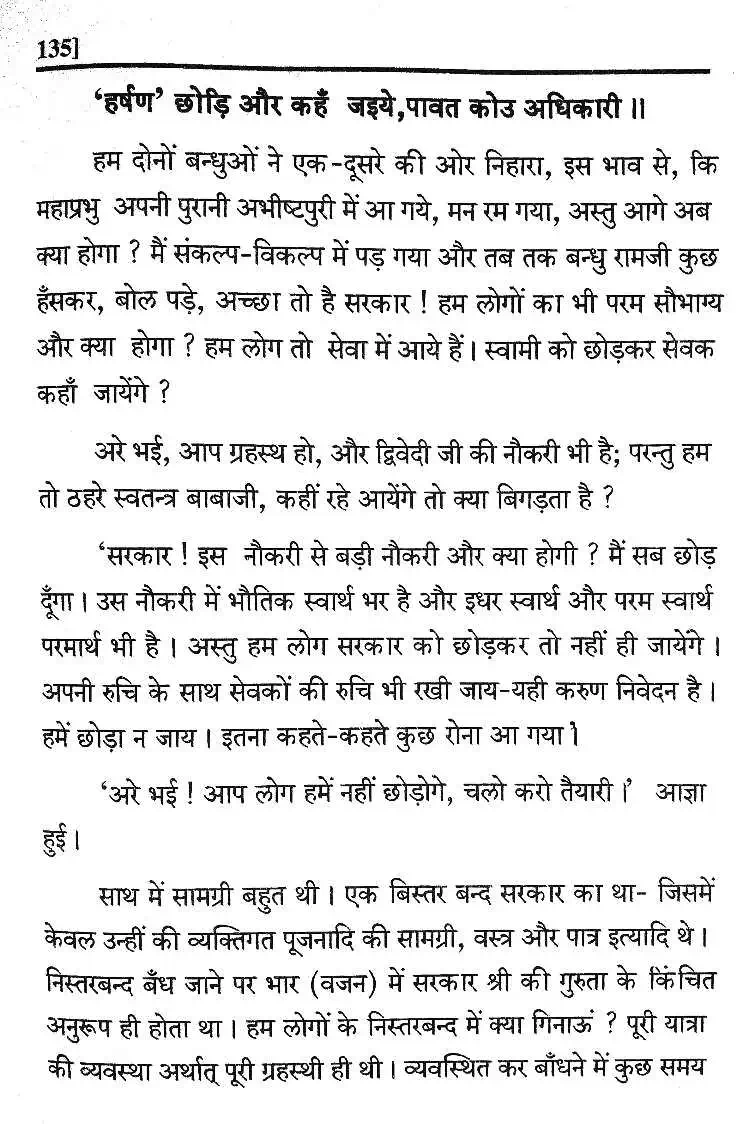 135]
‘हर्षण’ छोड़ि और कहँ जइये,पावत कोउ अधिकारी॥
हम दोनों बन्धुओं ने एक-दूसरे की ओर निहारा, इस भाव से, कि
महाप्रभु अपनी पुरानी अभीष्टपुरी में आ गये, मन रम गया, अस्तु आगे अब
क्या होगा ? मैं संकल्प-विकल्प में पड़ गया और तब तक बन्धु रामजी कुछ
हँसकर, बोल पड़े, अच्छा तो है सरकार ! हम लोगों का भी परम सौभाग्य
और क्या होगा ? हम लोग तो सेवा में आये हैं। स्वामी को छोड़कर सेवक
कहाँ जायेंगे ?
अरे भई, आप ग्रहस्थ हो, और द्विवेदी जी की नौकरी भी है; परन्तु हम
तो ठहरे स्वतन्त्र बाबाजी, कहीं रहे आयेंगे तो क्या बिगड़ता है ?
‘सरकार ! इस नौकरी से बड़ी नौकरी और क्या होगी ? मैं सब छोड़
दूँगा। उस नौकरी में भौतिक स्वार्थ भर है और इधर स्वार्थ और परम स्वार्थ
परमार्थ भी है। अस्तु हम लोग सरकार को छोड़कर तो नहीं ही जायेंगे।
अपनी रुचि के साथ सेवकों की रुचि भी रखी जाय-यही करुण निवेदन है।
हमें छोड़ा न जाय। इतना कहते-कहते कुछ रोना आ गया।
‘अरे भई ! आप लोग हमें नहीं छोड़ोगे, चलो करो तैयारी।’ आज्ञा
हुई।
साथ में सामग्री बहुत थी। एक बिस्तर बन्द सरकार का था- जिसमें
केवल उन्हीं की व्यक्तिगत पूजनादि की सामग्री, वस्त्र और पात्र इत्यादि थे।
निस्तरबन्द बँध जाने पर भार (वजन) में सरकार श्री की गुरुता के किंचित
अनुरूप ही होता था। हम लोगों के निस्तरबन्द में क्या गिनाऊं ? पूरी यात्रा
की व्यवस्था अर्थात् पूरी ग्रहस्थी ही थी। व्यवस्थित कर बाँधने में कुछ समय